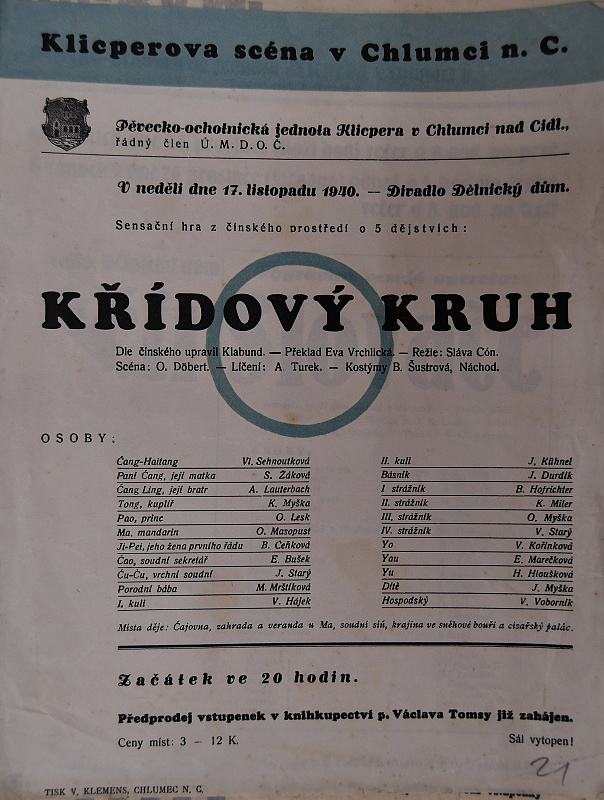 Klicperova scéna v Chlumci n. C.
Pěvecko-ochotnická jednota Klicpera v Chlumci nad Cidl.,
řádný člen Ú. M. D. O. Č.
V neděli dne 17. listopadu 1940. — Divadlo Dělnický dům.
Sensační hra z čínského prostředí o 5 dějstvích:
KŘÍDOVÝ KRUH
Dle čínského upravil Klabund. — Překlad Eva Vrchlická. — Režie: Sláva Cón.
Scéna: O. Döbert. — Líčení: A. Turek. — Kostýmy B. Šustrová, Náchod.
OSOBY:
Čang-Haitang Vl. Sehnoutková
Paní Čang, její matka S. Žáková
Čang Ling, její bratr A. Lauterbach
Tong, kuplíř K. Myška
Pao, princ O. Lesk
Ma, mandarin O. Masopust
Ji-Pei, jeho žena prvního řádu B. Čeňková
Čao, soudní sekretář E. Bušek
Ču-Ču, vrchní soudní J. Starý
Porodní bába M. Mrštíková
I. kuli V. Hájek
II. kuli J. Kühnel
Básník J. Durdík
I strážník B. Hofrichter
II. strážník K. Miler
III. strážník O. Myška
IV. strážník V. Starý
Yo V. Kořínková
Yau E. Marečková
Yu H. Hloušková
Dítě J. Myška
Hospodský V. Voborník
Místa děje: Čajovna, zahrada a veranda u Ma, soudní síň, krajina ve sněhové bouři a císařský palác.
Začátek ve 20 hodin.
Předprodej vstupenek v knihkupectví p. Václava Tomsy již zahájen.
Ceny míst: 3 — 12 K. Sál vytopen!
21
TISK V. KLEMENS, CHLUMEC N. C.